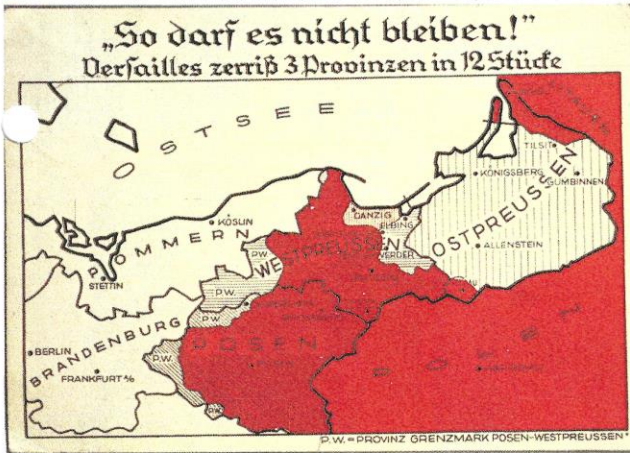 „So darf es nicht bleiben!”
Versailles zerriß 3 Provinzen in 12 Stücke
OSTSEE
TILSIT
KÖNIGSBERG
GUMBINNEN
OSTPREUSSEN
DANZIG
ELBING
KÖSLIN
POMMERN
WESTPREUSSEN
WERDER
ALLENSTEIN
P.W.
STETTIN
P.W.
P.W.
BRANDENBURG
POSEN
POLEN
BERLIN
P.W.
FRANKFURT a/O
P.W.
P.W. = PROVINZ GRENZMARK POSEN-WESTPREUSSEN"